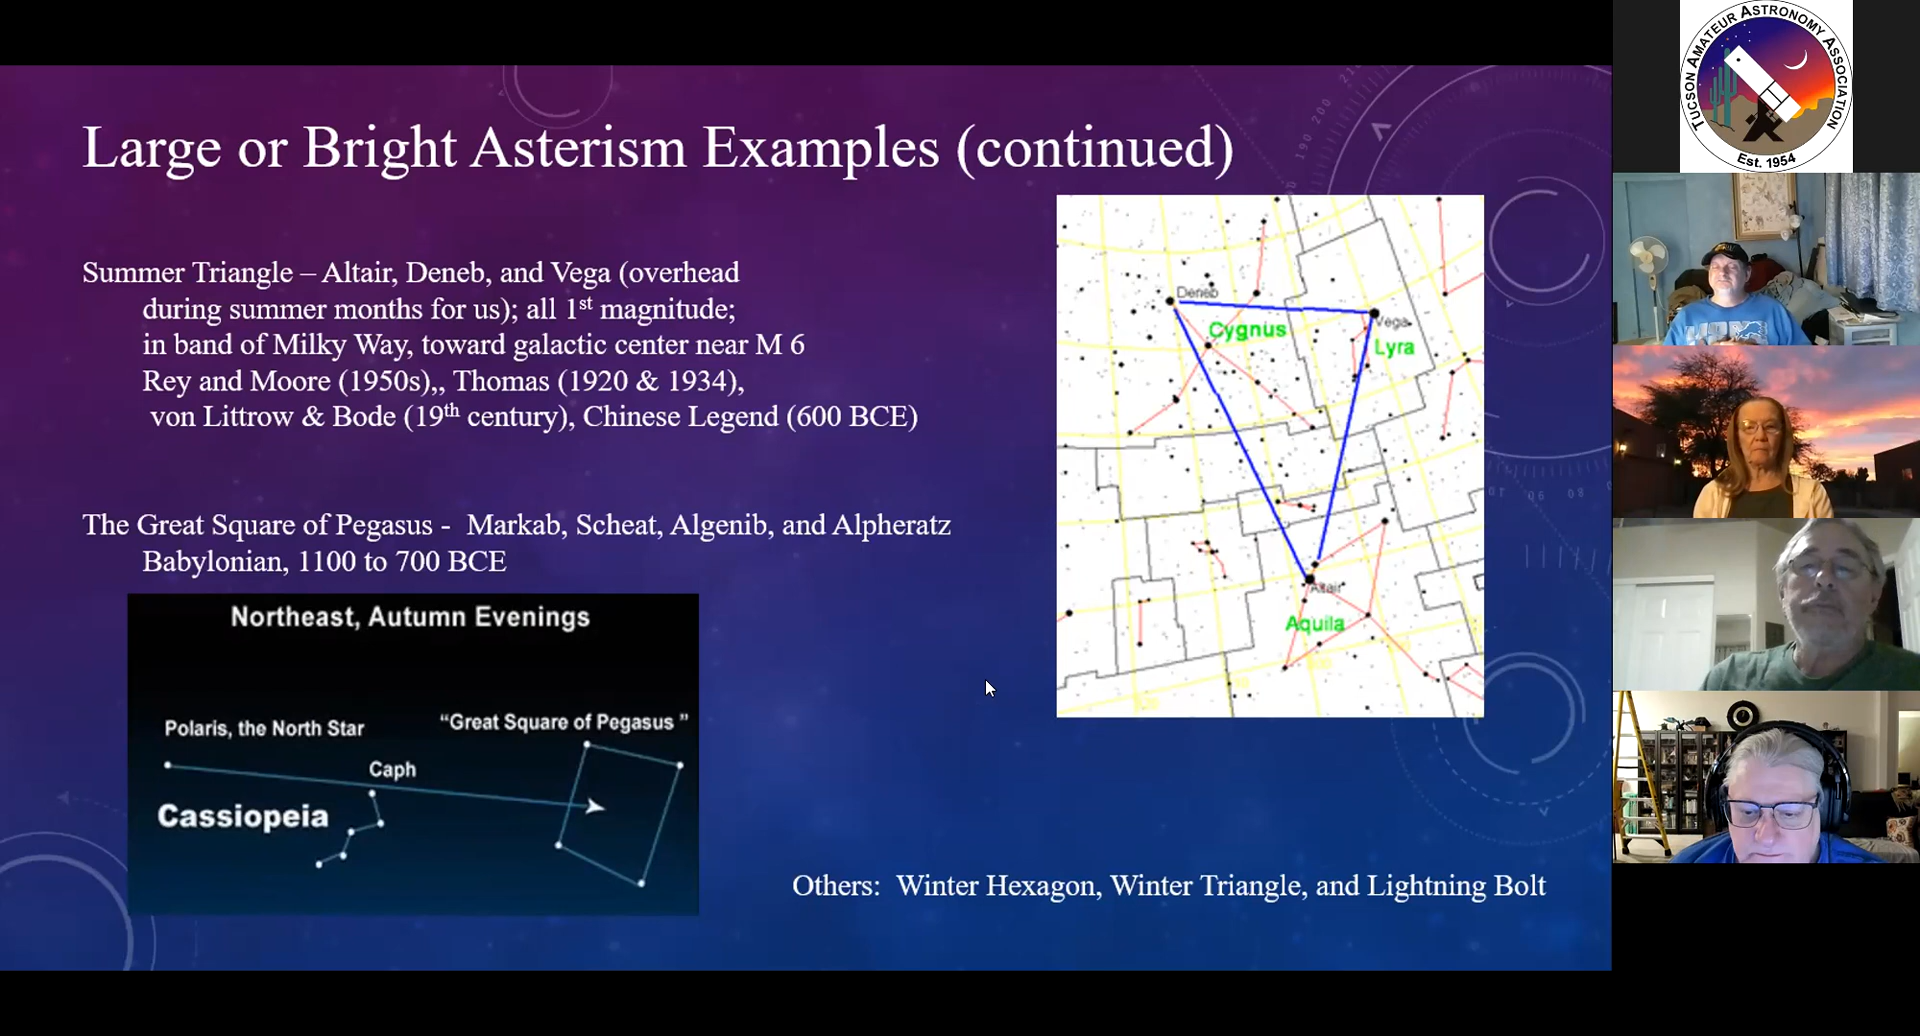 Large or Bright Asterism Examples (continued)
Summer Triangle – Altair, Deneb, and Vega (overhead
during summer months for us); all 1st magnitude;
in band of Milky Way, toward galactic center near M 6
Rey and Moore (1950s),, Thomas (1920 & 1934),
von Littrow & Bode (19th century), Chinese Legend (600 BCE)
The Great Square of Pegasus - Markab, Scheat, Algenib, and Alpheratz
Babylonian, 1100 to 700 BCE
Northeast, Autumn Evenings
Polaris, the North Star
"Great Square of Pegasus "
Caph
Cassiopeia
Deneb
Cygnus
Vega
Lyra
Altair
Aquila
Others: Winter Hexagon, Winter Triangle, and Lightning Bolt
190 200
80 90 10
TUCSON AMATEUR ASTRONOMY ASSOCIATION
Est. 1954